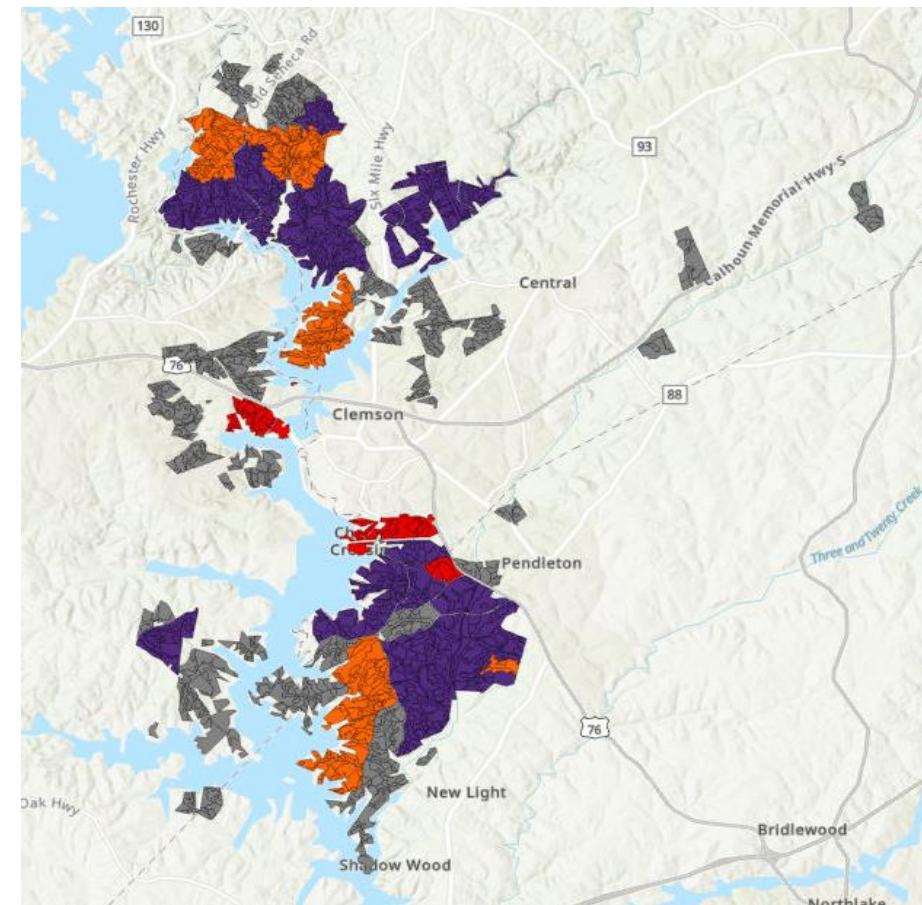 130
Old Seneca Rd
Rochester Hwy
Six Mile Hwy
93
Calhoun Memorial Hwy S
Central
76
88
Clemson
Three and Twenty Creek
Pendleton
76
New Light
Oak Hwy
Bridlewood
Shadow Wood
Northlake